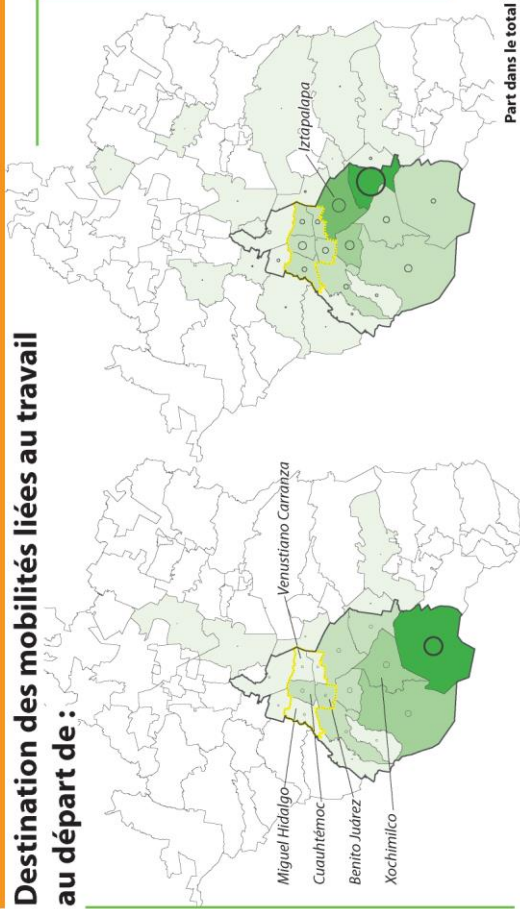 Destination des mobilités liées au travail
au départ de :
Miguel Hidalgo
Cuauhtémoc
Benito Juárez
Xochimilco
Venustiano Carranza
Iztapalapa
Part dans le total